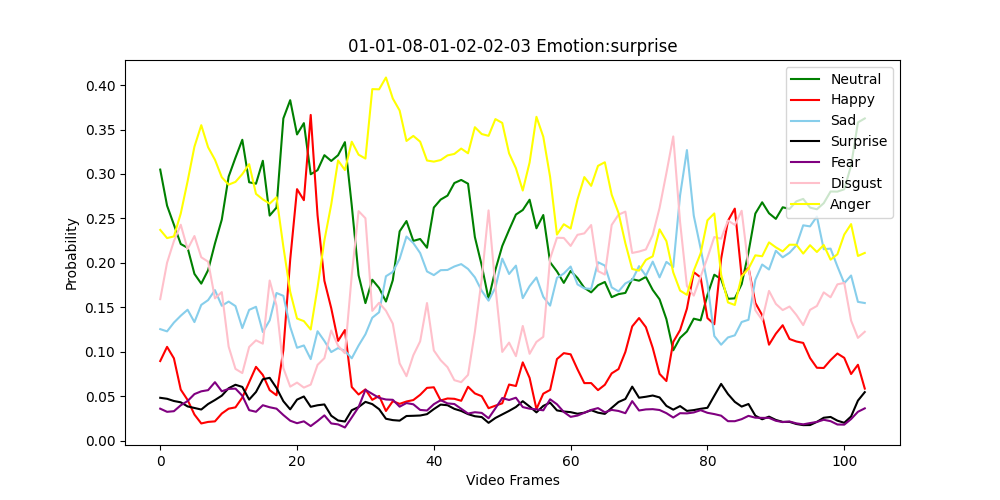 01-01-08-01-02-02-03 Emotion:surprise
Probability
0.40
0.35
0.30
0.25
0.20
0.15
0.10
0.05
0.00
Neutral
Happy
Sad
Surprise
Fear
Disgust
Anger
0
20
40
60
80
100
Video Frames